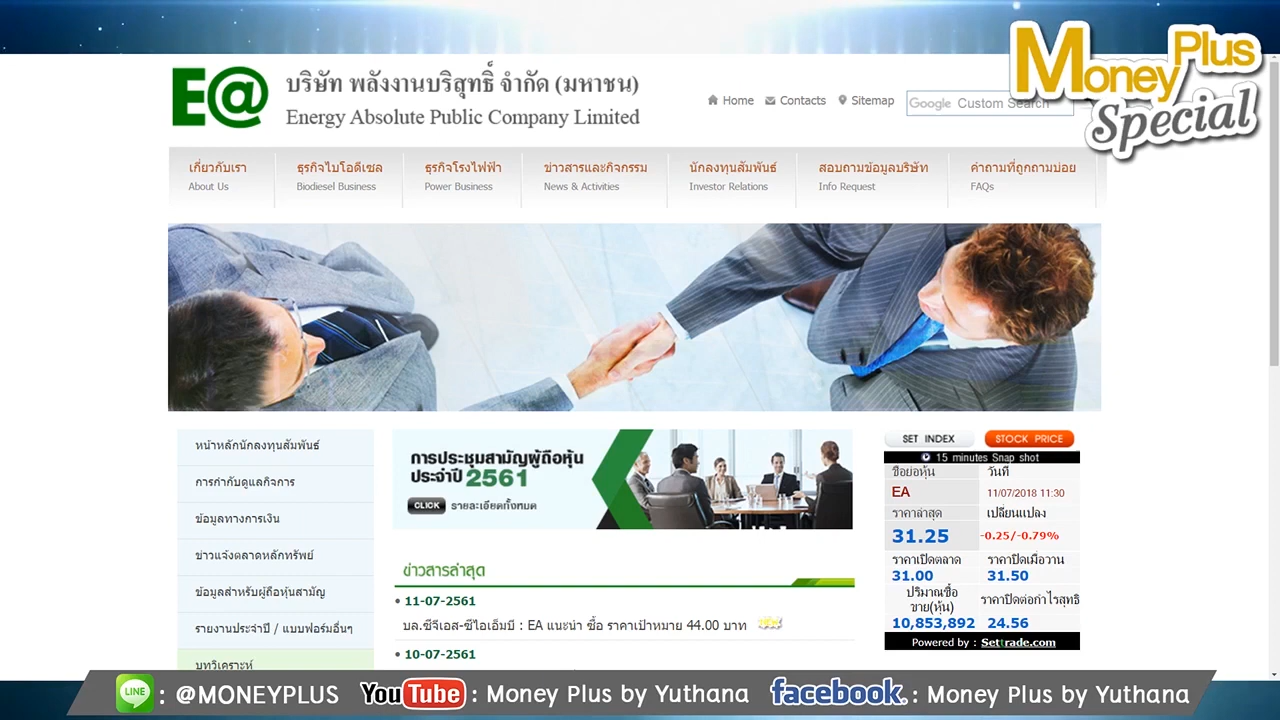 Money Plus
Special
E@
บริษัท พลังงานบริสุทธิ์ จำกัด (มหาชน)
Energy Absolute Public Company Limited
Home Contacts Sitemap
Google Custom Search
เกี่ยวกับเรา ธุรกิจไบโอดีเซล ธุรกิจโรงไฟฟ้า ข่าวสารและกิจกรรม นักลงทุนสัมพันธ์ สอบถามข้อมูลบริษัท คำถามที่ถูกถามบ่อย
About Us Biodiesel Business Power Business News & Activities Investor Relations Info Request FAQs
หน้าหลักนักลงทุนสัมพันธ์
การกำกับดูแลกิจการ
ข้อมูลทางการเงิน
ข่าวแจ้งตลาดหลักทรัพย์
ข้อมูลสำหรับผู้ถือหุ้นสามัญ
รายงานประจำปี / แบบฟอร์มอื่นๆ
บทวิเคราะห์
การประชุมสามัญผู้ถือหุ้น
ประจำปี 2561
CLICK รายละเอียดทั้งหมด
ข่าวสารล่าสุด
11-07-2561
บล.ซีจีเอส-ซีไอเอ็มบี : EA แนะนำ ซื้อ ราคาเป้าหมาย 44.00 บาท
10-07-2561
SET INDEX STOCK PRICE
15 minutes Snap shot
ชื่อย่อหุ้น วันที่
EA 11/07/2018 11:30
ราคาล่าสุด เปลี่ยนแปลง
31.25 -0.25/-0.79%
ราคาเปิดตลาด ราคาปิดเมื่อวาน
31.00 31.50
ปริมาณซื้อ
ขาย(หุ้น) ราคาปิดต่อกำไรสุทธิ
10,853,892 24.56
Powered by : Settrade.com
LINE : @MONEYPLUS YouTube : Money Plus by Yuthana facebook. : Money Plus by Yuthana